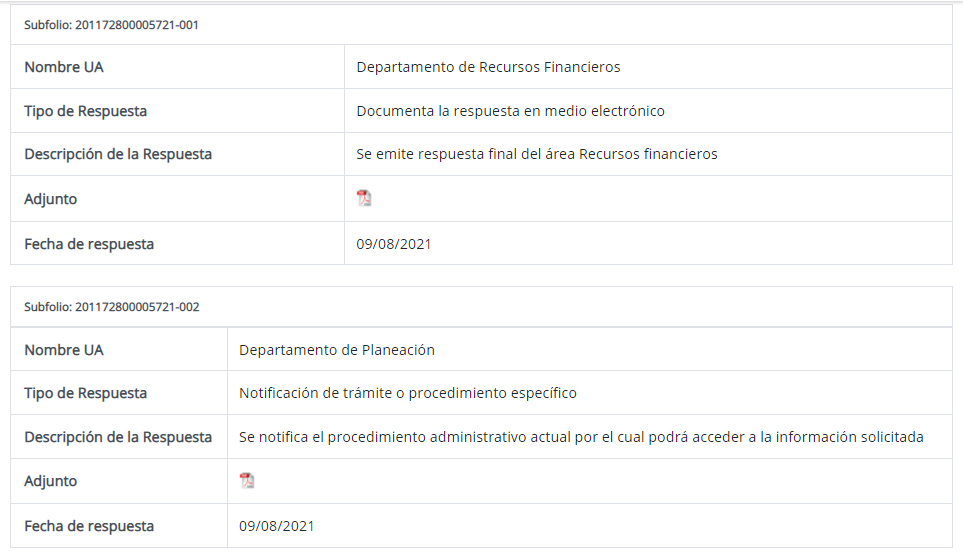 Subfolio: 201172800005721-001
Nombre UA Departamento de Recursos Financieros
Tipo de Respuesta Documenta la respuesta en medio electrónico
Descripción de la Respuesta Se emite respuesta final del área Recursos financieros
Adjunto
Fecha de respuesta 09/08/2021
Subfolio: 201172800005721-002
Nombre UA Departamento de Planeación
Tipo de Respuesta Notificación de trámite o procedimiento específico
Descripción de la Respuesta Se notifica el procedimiento administrativo actual por el cual podrá acceder a la información solicitada
Adjunto
Fecha de respuesta 09/08/2021